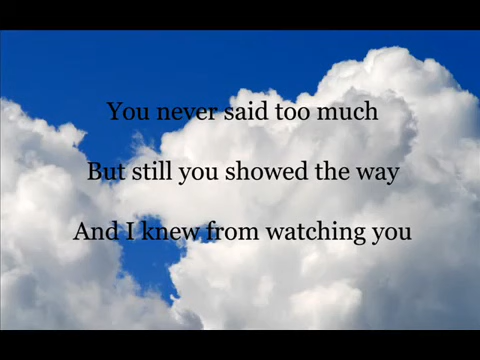 You never said too much
But still you showed the way
And I knew from watching you